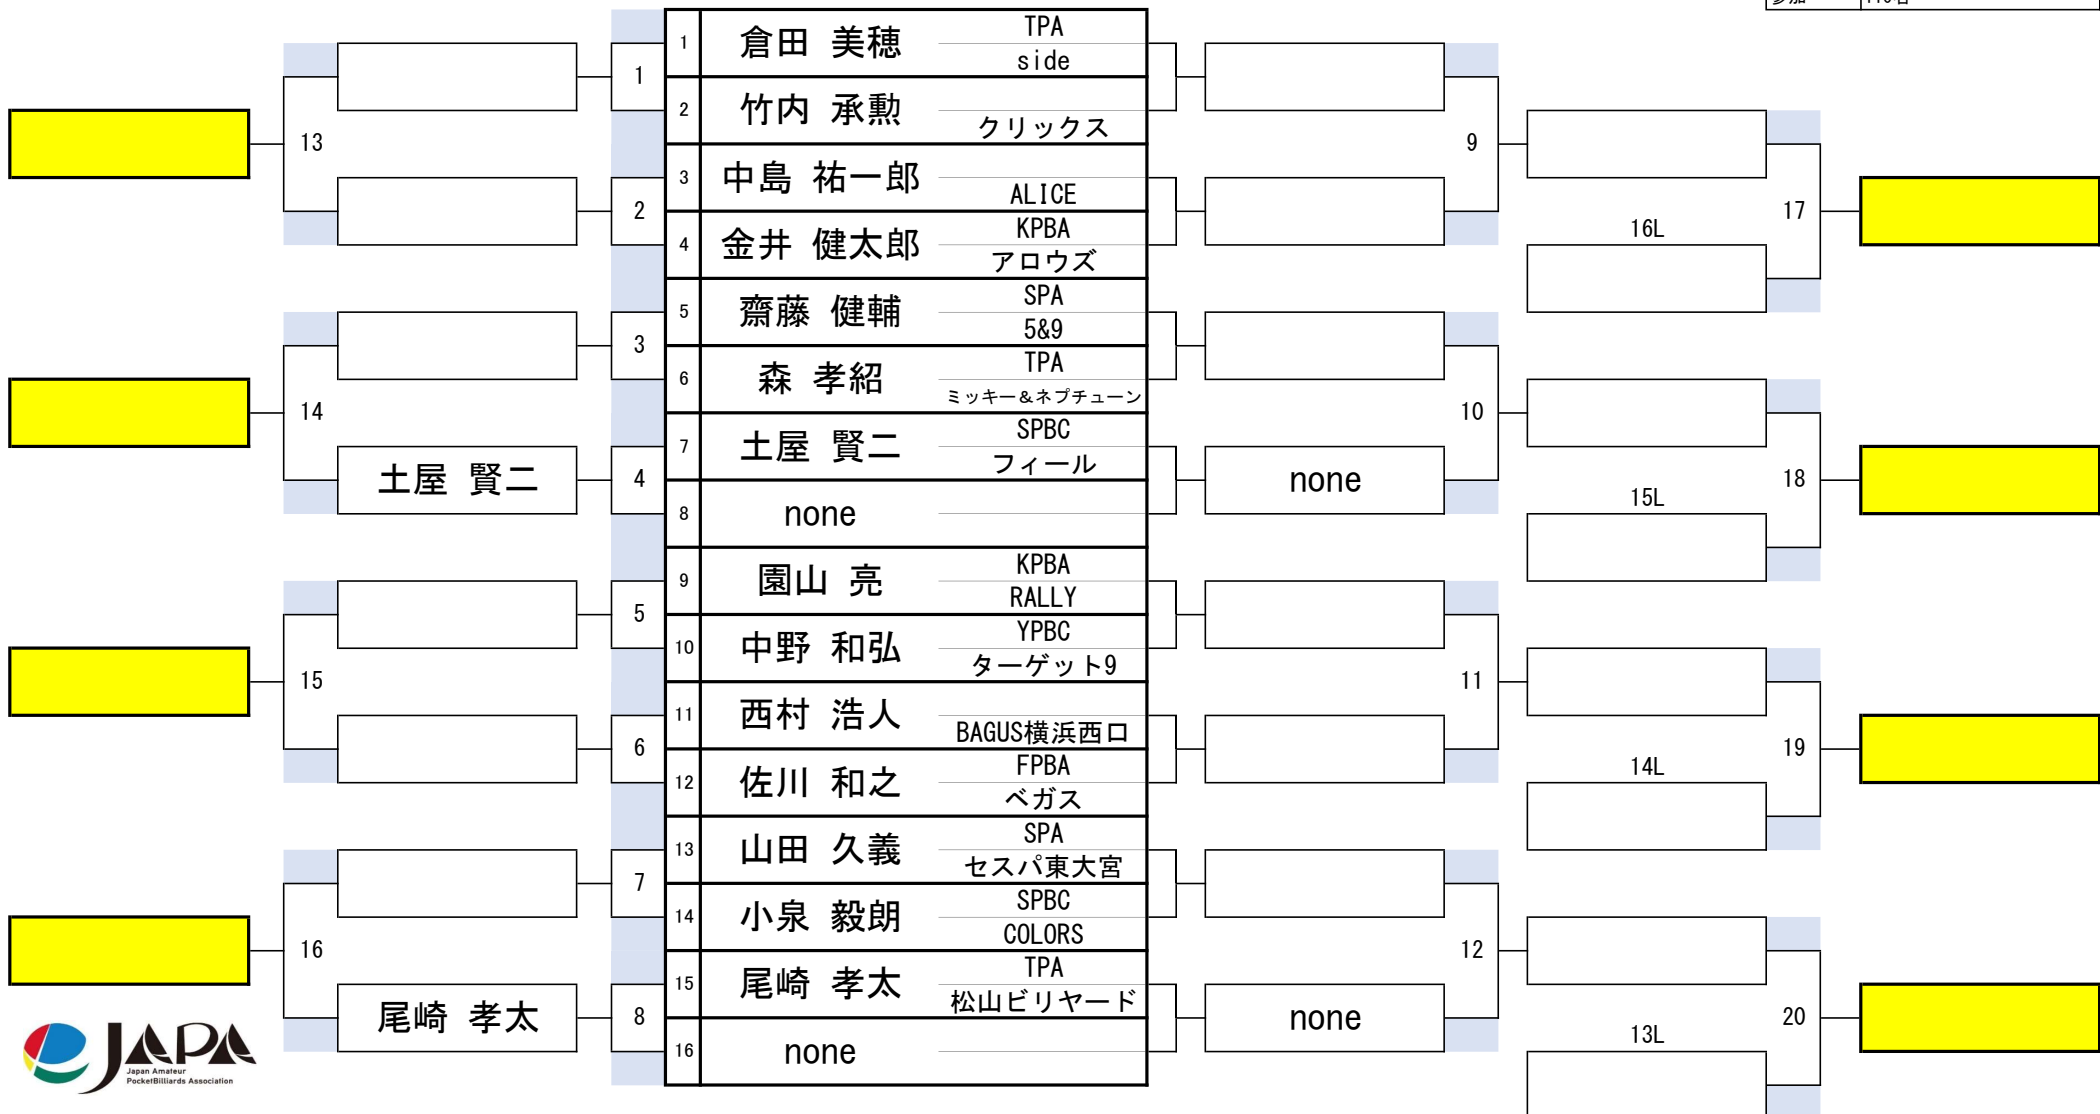 参加 110名
1 倉田 美穂 TPA
side
2 竹内 承勲
クリックス
3 中島 祐一郎
ALICE
4 金井 健太郎 KPBA
アロウズ
5 齋藤 健輔 SPA
5&9
6 森 孝紹 TPA
ミッキー&ネプチューン
7 土屋 賢二 SPBC
フィール
8 none
9 園山 亮 KPBA
RALLY
10 中野 和弘 YPBC
ターゲット9
11 西村 浩人
BAGUS横浜西口
12 佐川 和之 FPBA
ベガス
13 山田 久義 SPA
セスパ東大宮
14 小泉 毅朗 SPBC
COLORS
15 尾崎 孝太 TPA
松山ビリヤード
16 none
1
2
3
4
5
6
7
8
土屋 賢二
尾崎 孝太
13
14
15
16
none
none
9
10
11
12
16L
15L
14L
13L
17
18
19
20
JAPA
Japan Amateur
PocketBilliards Association